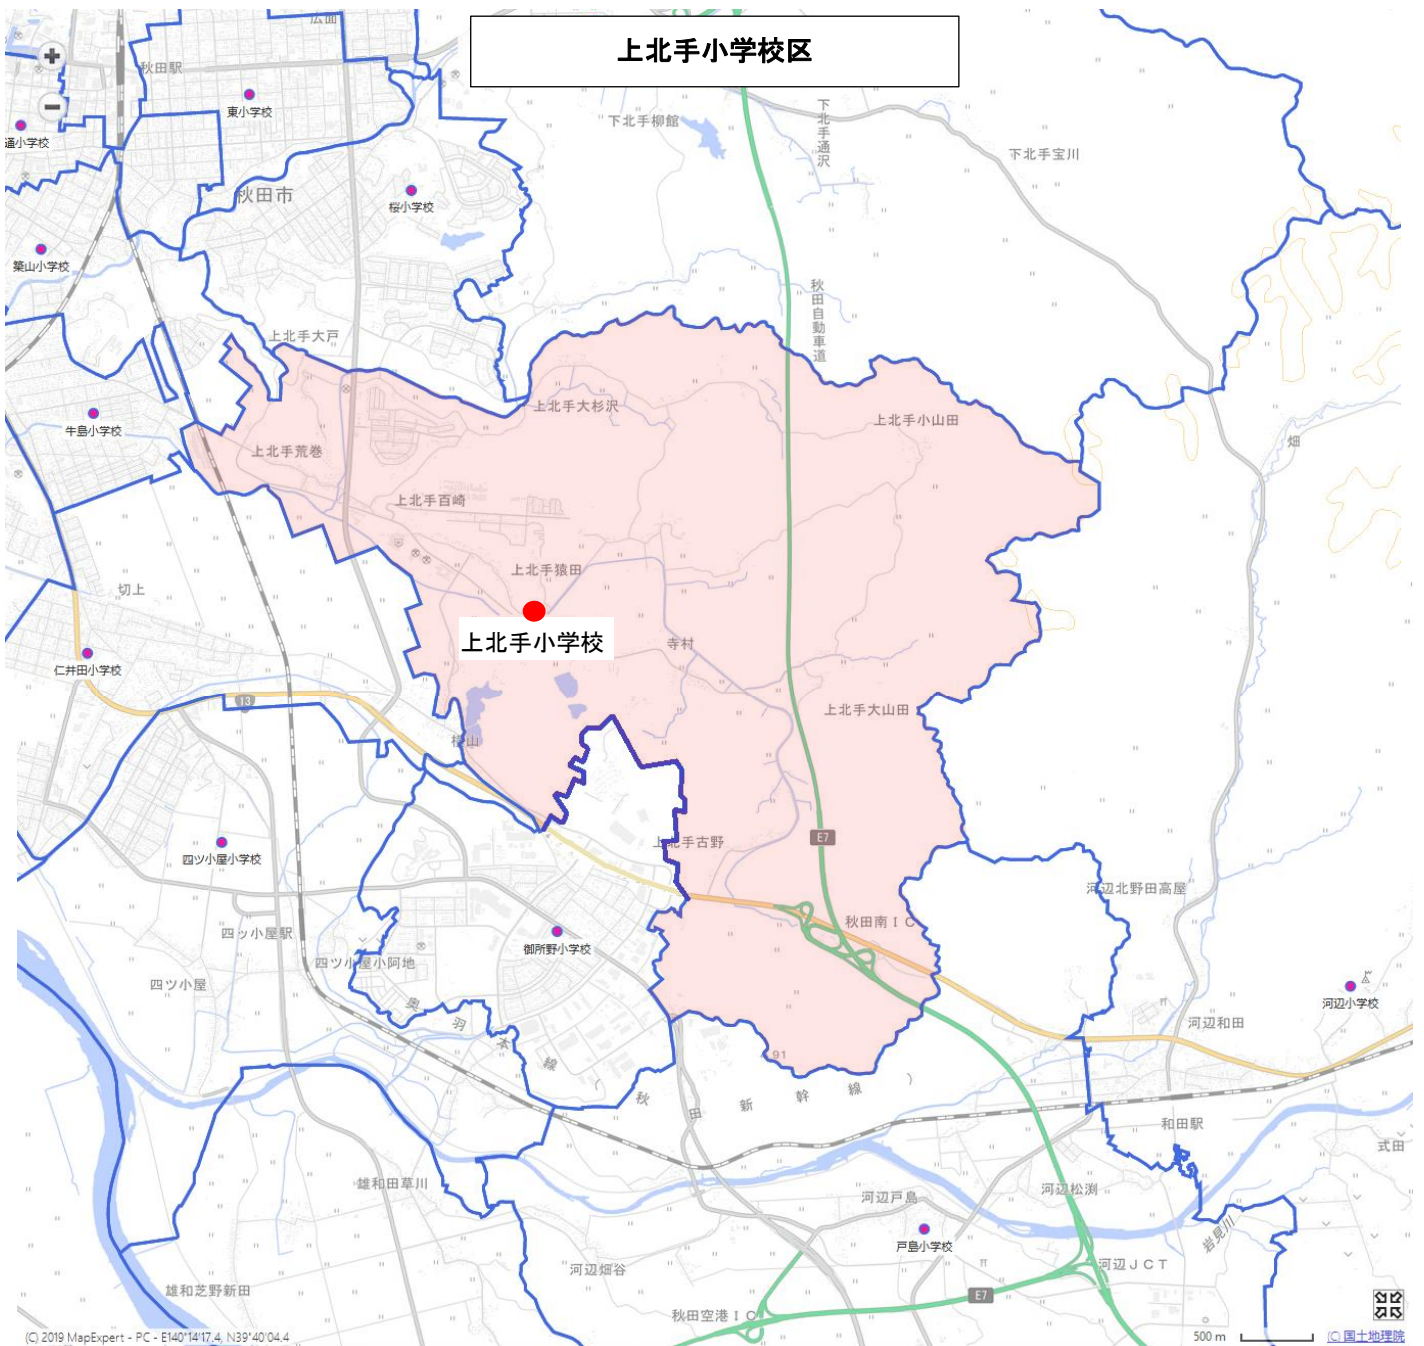 上北手小学校区
広面
秋田駅
東小学校
通小学校
下北手柳館
下北手通沢
下北手宝川
秋田市
桜小学校
築山小学校
秋田自動車道
上北手大戸
牛島小学校
上北手大杉沢
上北手小山田
上北手荒巻
畑
上北手百崎
上北手猿田
切上
上北手小学校
寺村
仁井田小学校
13
上北手大山田
横山
E7
上北手古野
四ツ小屋小学校
河辺北野田高屋
秋田南IC
四ッ小屋駅
御所野小学校
四ツ小屋小阿地
四ツ小屋
奥羽本線
河辺小学校
河辺和田
91
(秋田新幹線)
和田駅
式田
雄和田草川
河辺戸島
河辺松渕
岩見川
戸島小学校
河辺畑谷
河辺JCT
雄和芝野新田
E7
秋田空港IC
(C) 2019 MapExpert - PC - E140°14'17.4, N39°40'04.4
500 m
(C) 国土地理院